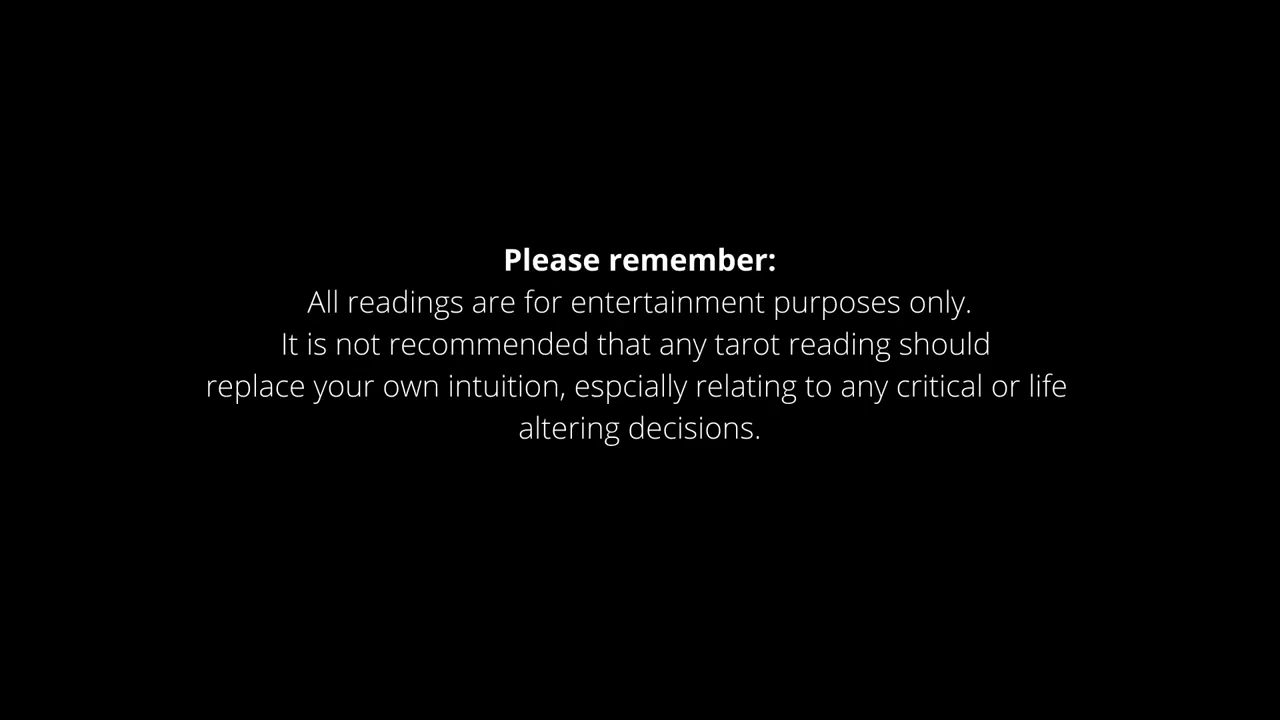 Please remember:
All readings are for entertainment purposes only.
It is not recommended that any tarot reading should
replace your own intuition, espcially relating to any critical or life
altering decisions.